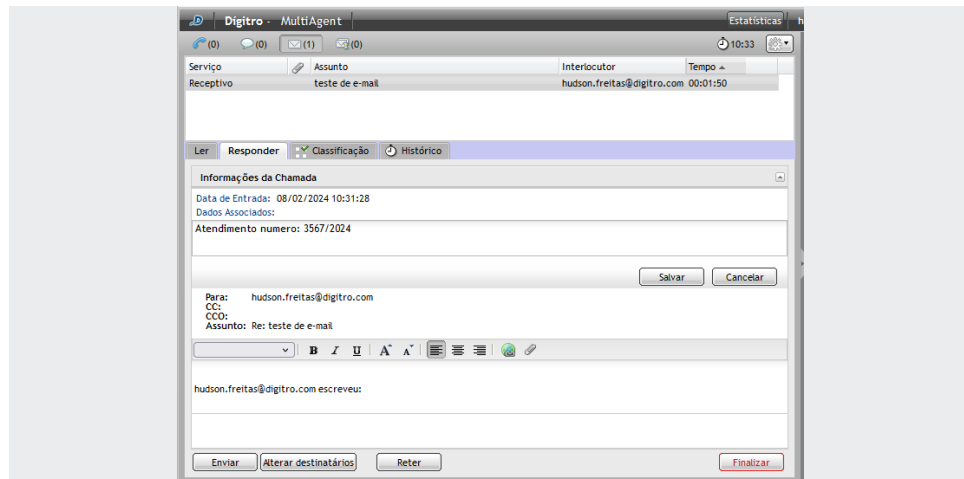 Dígitro - MultiAgent Estatísticas h
(0) (0) (1) (0) 10:33
Serviço Assunto Interlocutor Tempo
Receptivo teste de e-mail hudson.freitas@digitro.com 00:01:50
Ler Responder Classificação Histórico
Informações da Chamada
Data de Entrada: 08/02/2024 10:31:28
Dados Associados:
Atendimento numero: 3567/2024
Salvar Cancelar
Para: hudson.freitas@digitro.com
CC:
CCO:
Assunto: Re: teste de e-mail
B I U A A
hudson.freitas@digitro.com escreveu:
Enviar Alterar destinatários Reter Finalizar